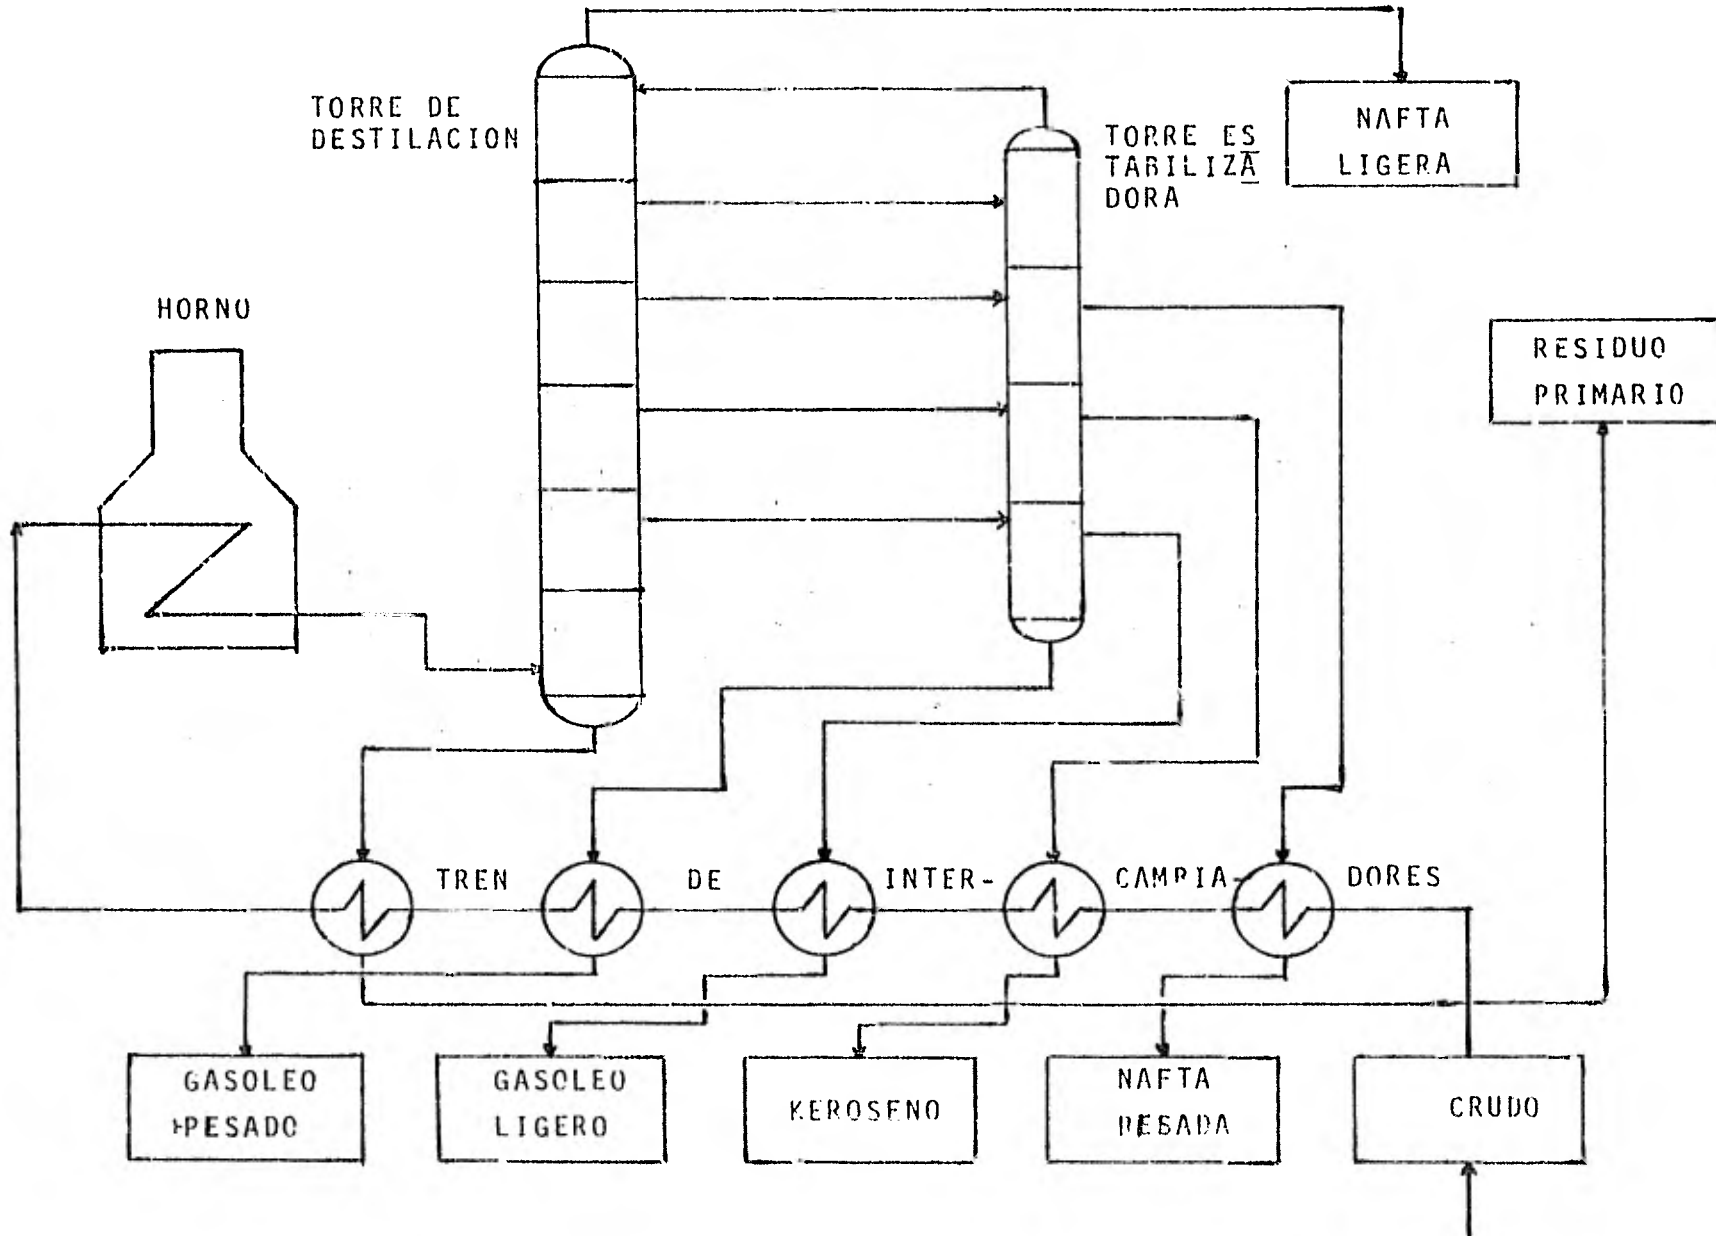 TORRE DE
DESTILACION
TORRE ES
TABILIZA
DORA
NAFTA
LIGERA
HORNO
RESIDUO
PRIMARIO
TREN DE INTER- CAMBIA- DORES
GASOLEO
PESADO
GASOLEO
LIGERO
KEROSENO
NAFTA
PESADA
CRUDO